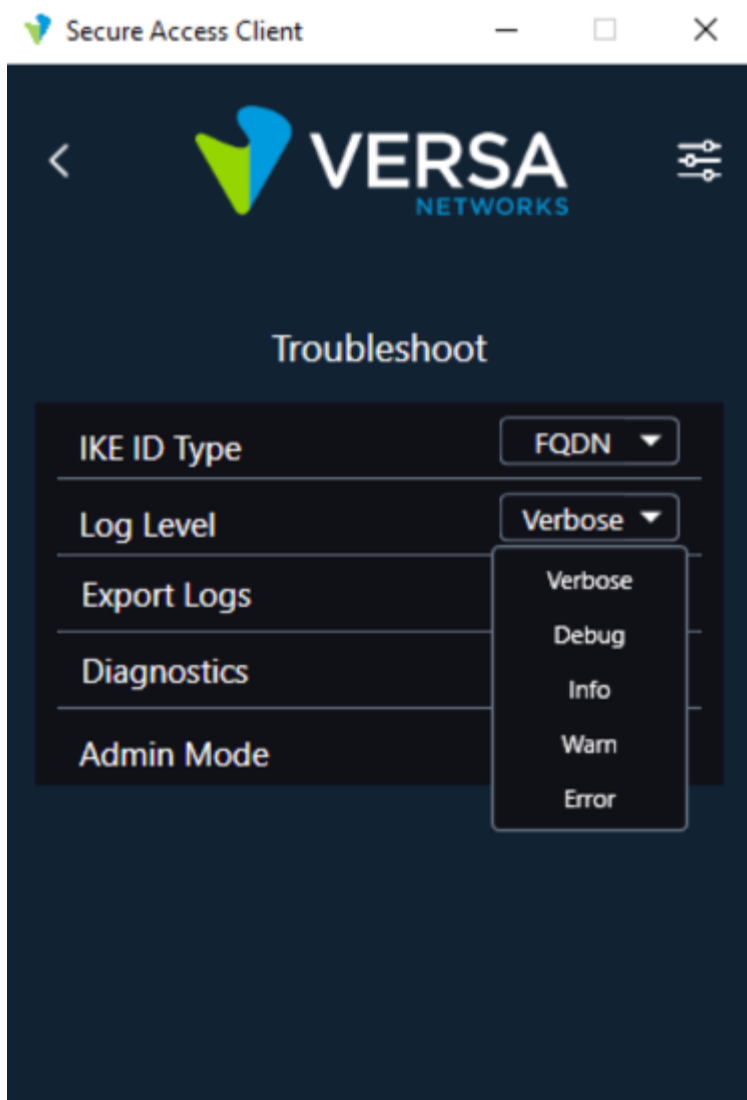 Secure Access Client
VERSA
NETWORKS
Troubleshoot
IKE ID Type FQDN
Log Level Verbose
Verbose
Export Logs
Debug
Diagnostics
Info
Warn
Admin Mode
Error